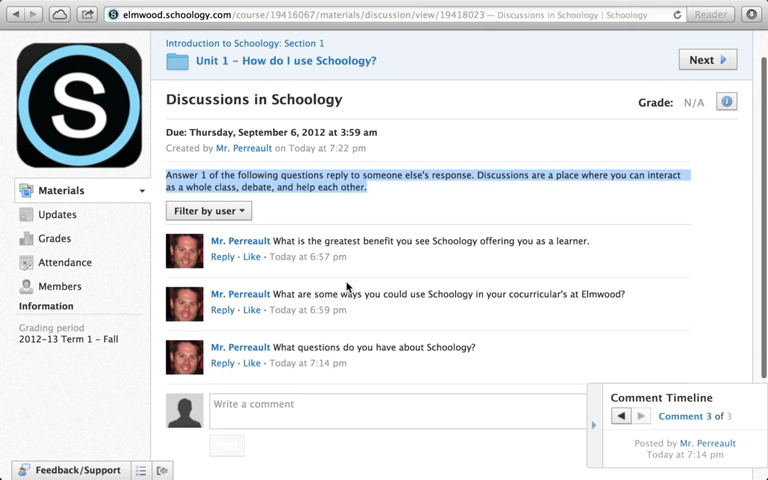 elmwood.schoology.com/course/19416067/materials/discussion/view/19418023 — Discussions in Schoology | Schoology
Reader
S
Introduction to Schoology: Section 1
Unit 1 – How do I use Schoology?
Next
Discussions in Schoology
Grade: N/A
Due: Thursday, September 6, 2012 at 3:59 am
Created by Mr. Perreault on Today at 7:22 pm
Answer 1 of the following questions reply to someone else's response. Discussions are a place where you can interact
as a whole class, debate, and help each other.
Filter by user
Materials
Updates
Grades
Attendance
Members
Information
Grading period
2012-13 Term 1 - Fall
Mr. Perreault What is the greatest benefit you see Schoology offering you as a learner.
Reply · Like · Today at 6:57 pm
Mr. Perreault What are some ways you could use Schoology in your cocurricular's at Elmwood?
Reply · Like · Today at 6:59 pm
Mr. Perreault What questions do you have about Schoology?
Reply · Like · Today at 7:14 pm
Write a comment
Comment Timeline
Comment 3 of 3
Posted by Mr. Perreault
Today at 7:14 pm
Feedback/Support